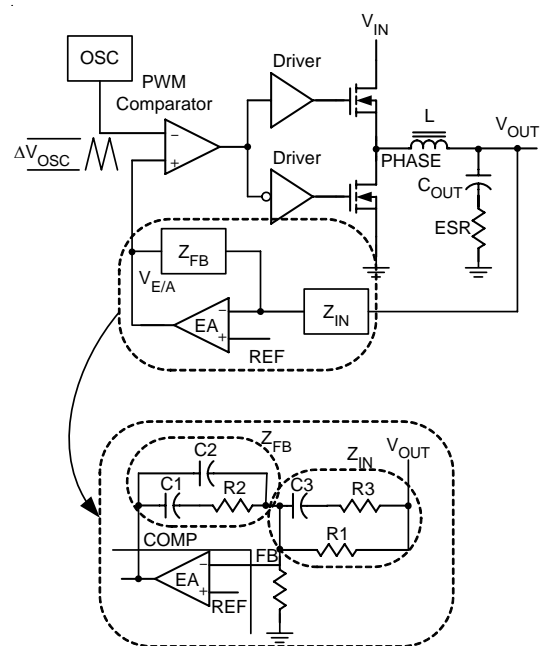 V_IN
OSC
Driver
PWM
Comparator
L
V_OUT
−
+
ΔV_OSC
Driver
PHASE
C_OUT
ESR
Z_FB
V_E/A
EA
−
+
Z_IN
REF
Z_FB
Z_IN
V_OUT
C2
C1
R2
C3
R3
R1
COMP
FB
EA
−
+
REF